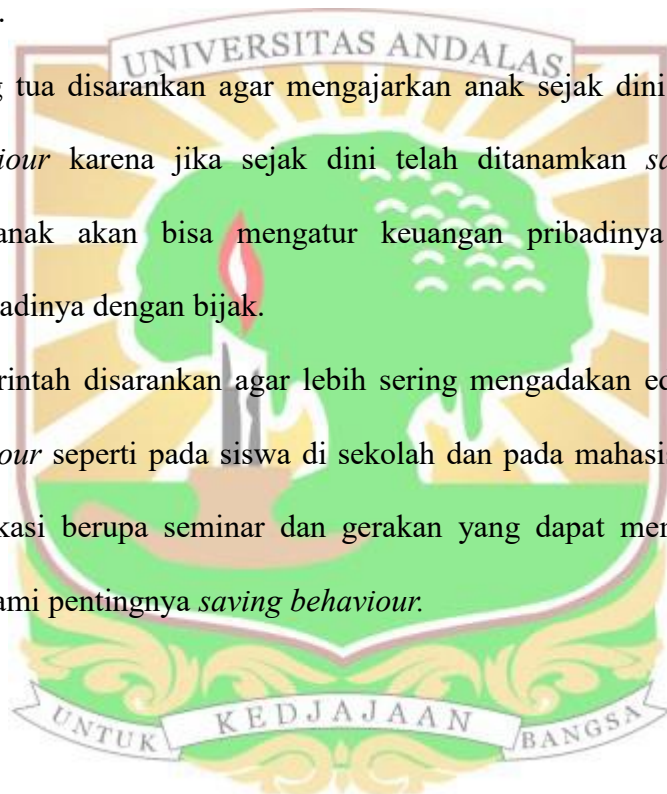 .
UNIVERSITAS ANDALAS
g tua disarankan agar mengajarkan anak sejak dini
iour karena jika sejak dini telah ditanamkan sa
anak akan bisa mengatur keuangan pribadinya
adinya dengan bijak.
rintah disarankan agar lebih sering mengadakan ed
our seperti pada siswa di sekolah dan pada mahasis
kasi berupa seminar dan gerakan yang dapat men
ami pentingnya saving behaviour.
UNTUK KEDJAJAAN BANGSA